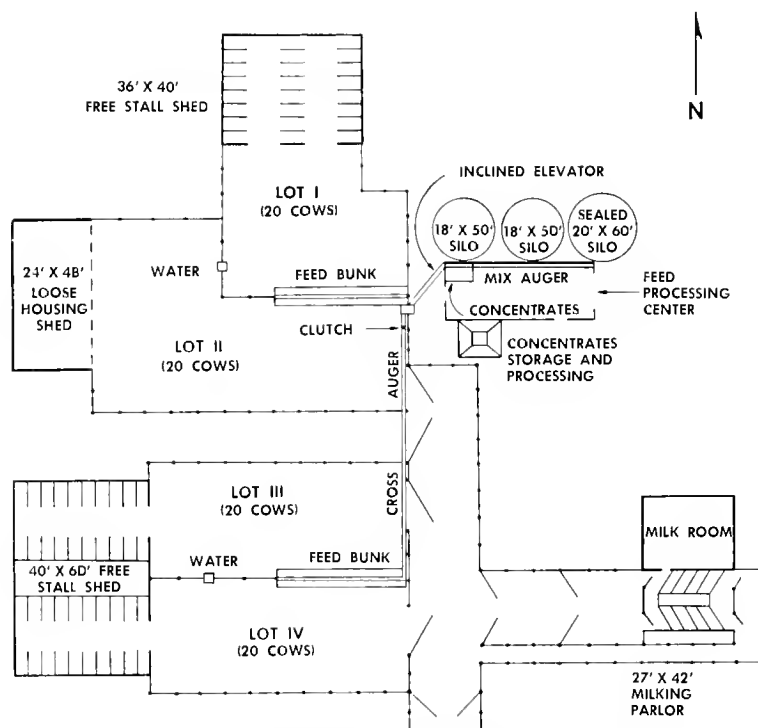 36' X 40'
FREE STALL SHED
N
INCLINED ELEVATOR
LOT I
(20 COWS)
18' X 50'
SILO
18' X 50'
SILO
SEALED
20' X 60'
SILO
24' X 4B'
LOOSE
HOUSING
SHED
WATER
FEED BUNK
MIX AUGER
FEED
PROCESSING
CENTER
CONCENTRATES
CLUTCH
LOT II
(20 COWS)
AUGER
CONCENTRATES
STORAGE AND
PROCESSING
LOT III
(20 COWS)
CROSS
MILK ROOM
WATER
FEED BUNK
40' X 6D' FREE
STALL SHED
LOT IV
(20 COWS)
27' X 42'
MILKING
PARLOR